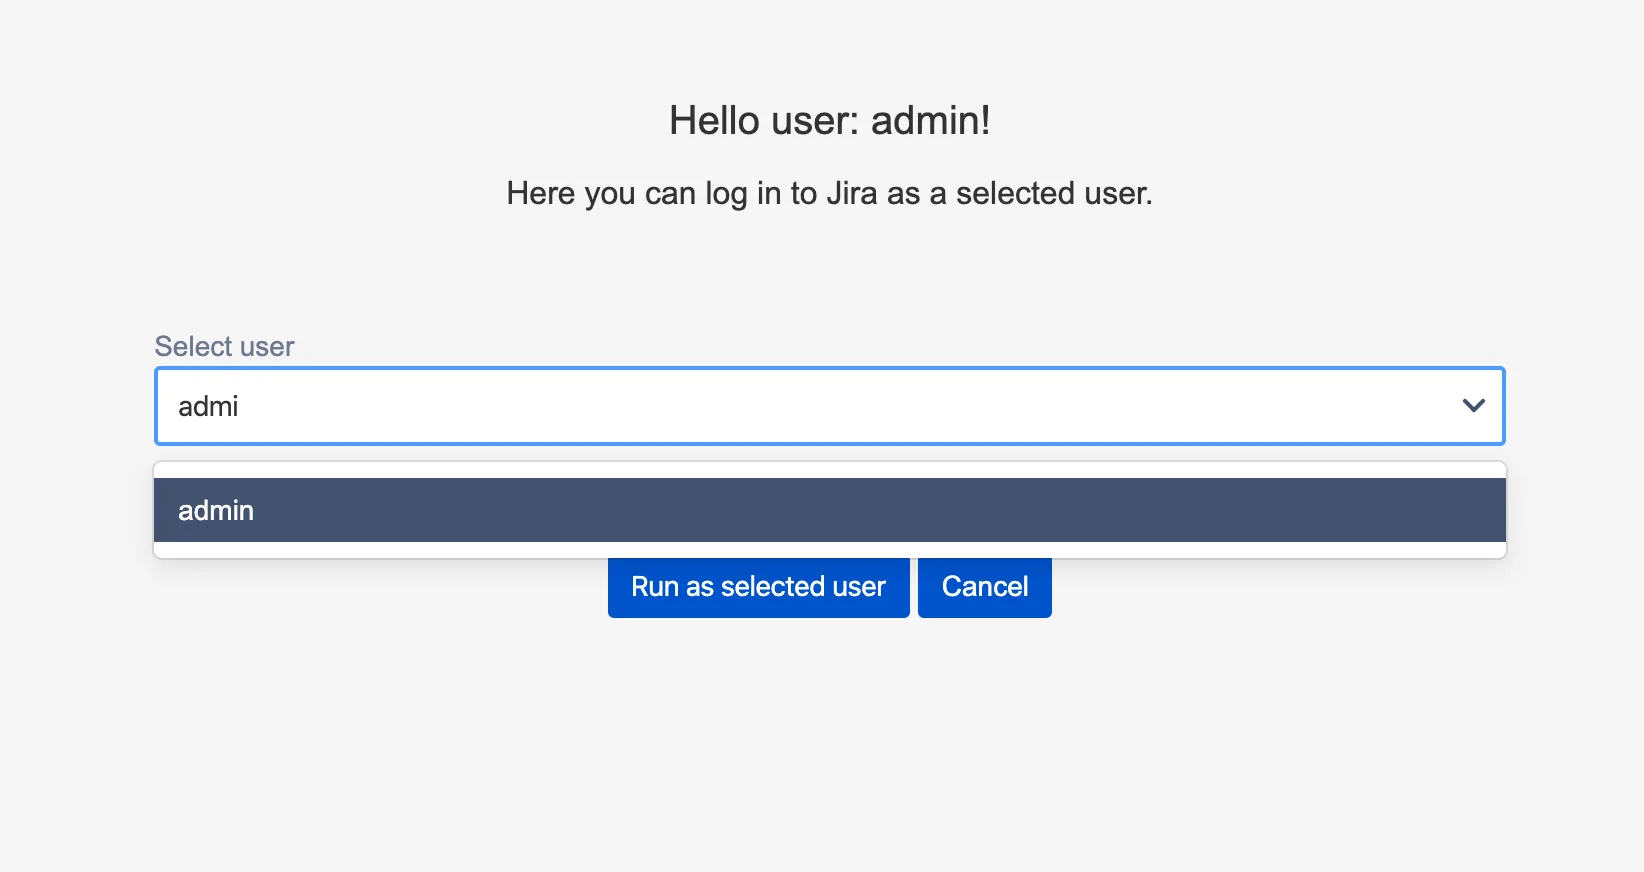 Hello user: admin!
Here you can log in to Jira as a selected user.
Select user
admi
admin
Run as selected user
Cancel